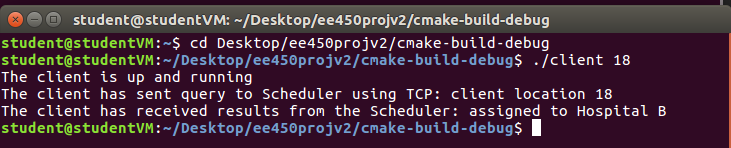 student@studentVM: ~/Desktop/ee450projv2/cmake-build-debug
student@studentVM:~$ cd Desktop/ee450projv2/cmake-build-debug
student@studentVM:~/Desktop/ee450projv2/cmake-build-debug$ ./client 18
The client is up and running
The client has sent query to Scheduler using TCP: client location 18
The client has received results from the Scheduler: assigned to Hospital B
student@studentVM:~/Desktop/ee450projv2/cmake-build-debug$